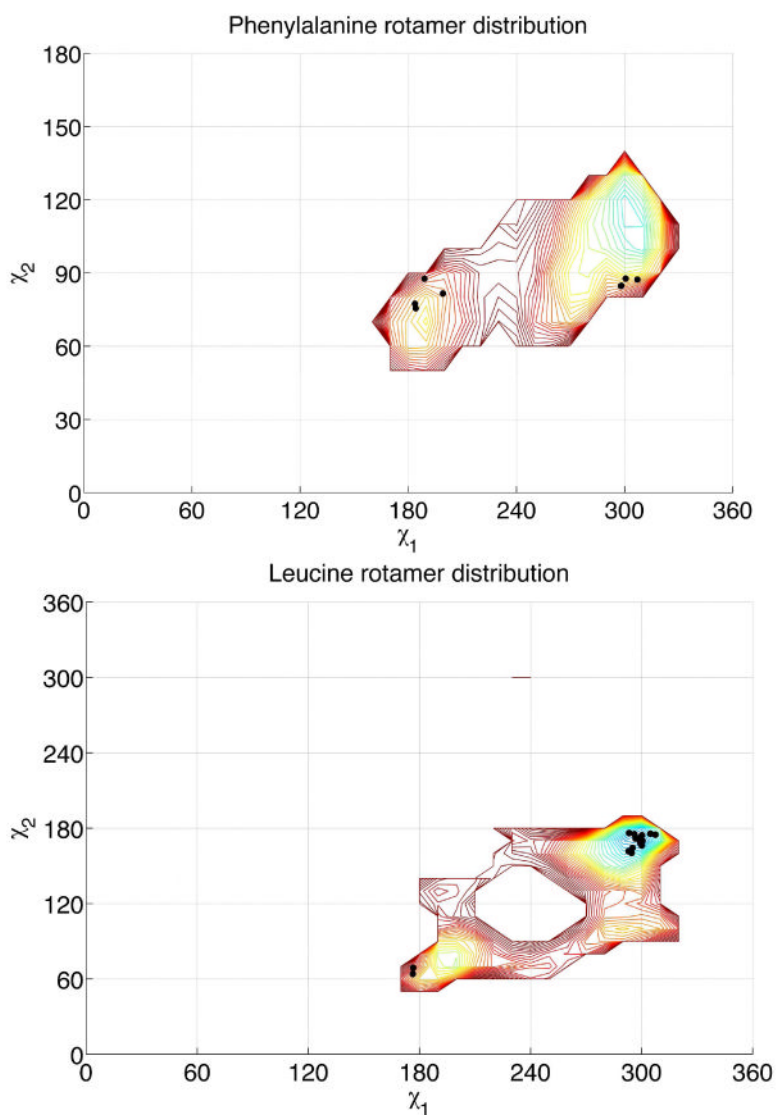 Phenylalanine rotamer distribution
180
150
120
90
60
30
0
χ2
0 60 120 180 240 300 360
χ1
Leucine rotamer distribution
360
300
240
180
120
60
0
χ2
0 60 120 180 240 300 360
χ1